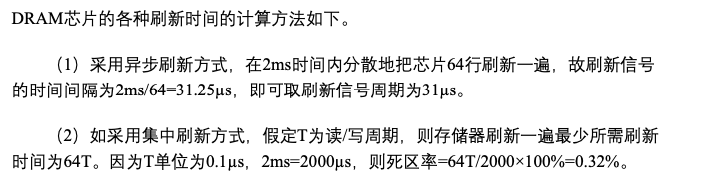 DRAM芯片的各种刷新时间的计算方法如下。
（1）采用异步刷新方式，在2ms时间内分散地把芯片64行刷新一遍，故刷新信号
的时间间隔为2ms/64=31.25μs，即可取刷新信号周期为31μs。
（2）如采用集中刷新方式，假定T为读/写周期，则存储器刷新一遍最少所需刷新
时间为64T。因为T单位为0.1μs，2ms=2000μs，则死区率=64T/2000×100%=0.32%。